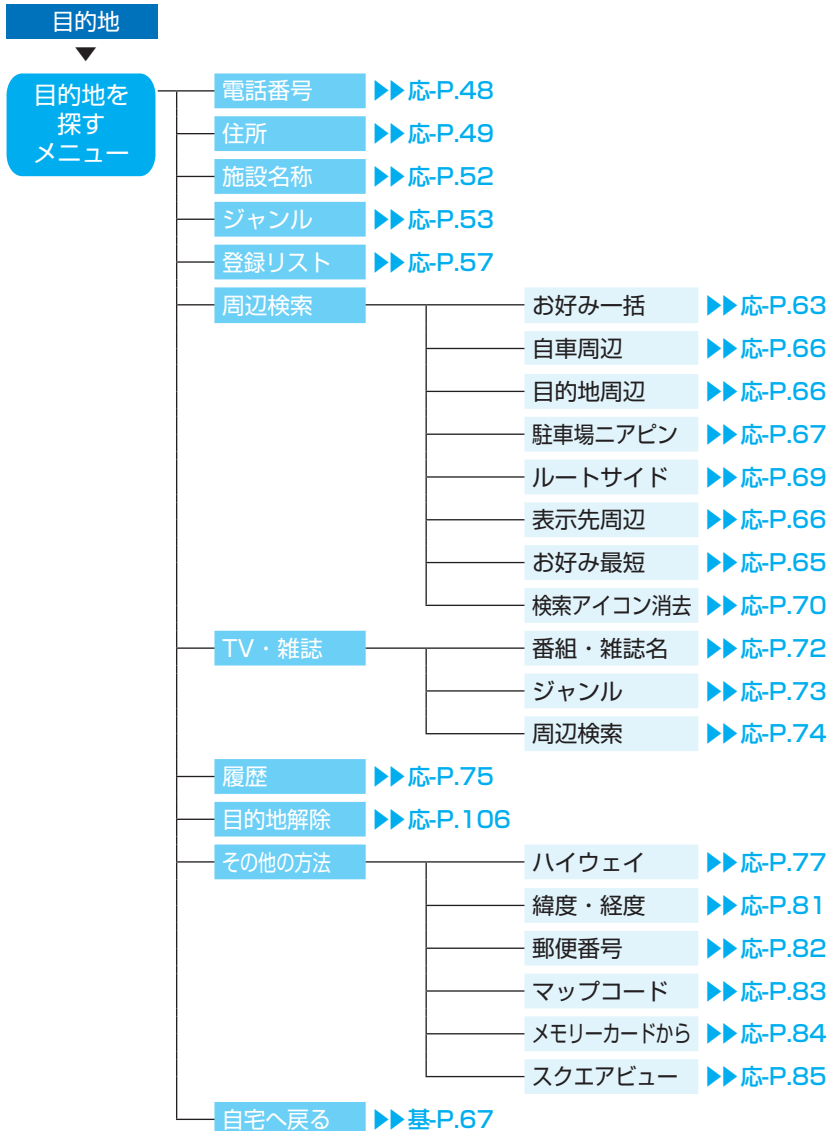 目的地
▼
目的地を
探す
メニュー
電話番号 ▶▶応-P.48
住所 ▶▶応-P.49
施設名称 ▶▶応-P.52
ジャンル ▶▶応-P.53
登録リスト ▶▶応-P.57
周辺検索 お好み一括 ▶▶応-P.63
自車周辺 ▶▶応-P.66
目的地周辺 ▶▶応-P.66
駐車場ニアピン ▶▶応-P.67
ルートサイド ▶▶応-P.69
表示先周辺 ▶▶応-P.66
お好み最短 ▶▶応-P.65
検索アイコン消去 ▶▶応-P.70
TV・雑誌 番組・雑誌名 ▶▶応-P.72
ジャンル ▶▶応-P.73
周辺検索 ▶▶応-P.74
履歴 ▶▶応-P.75
目的地解除 ▶▶応-P.106
その他の方法 ハイウェイ ▶▶応-P.77
緯度・経度 ▶▶応-P.81
郵便番号 ▶▶応-P.82
マップコード ▶▶応-P.83
メモリーカードから ▶▶応-P.84
スクエアビュー ▶▶応-P.85
自宅へ戻る ▶▶基-P.67